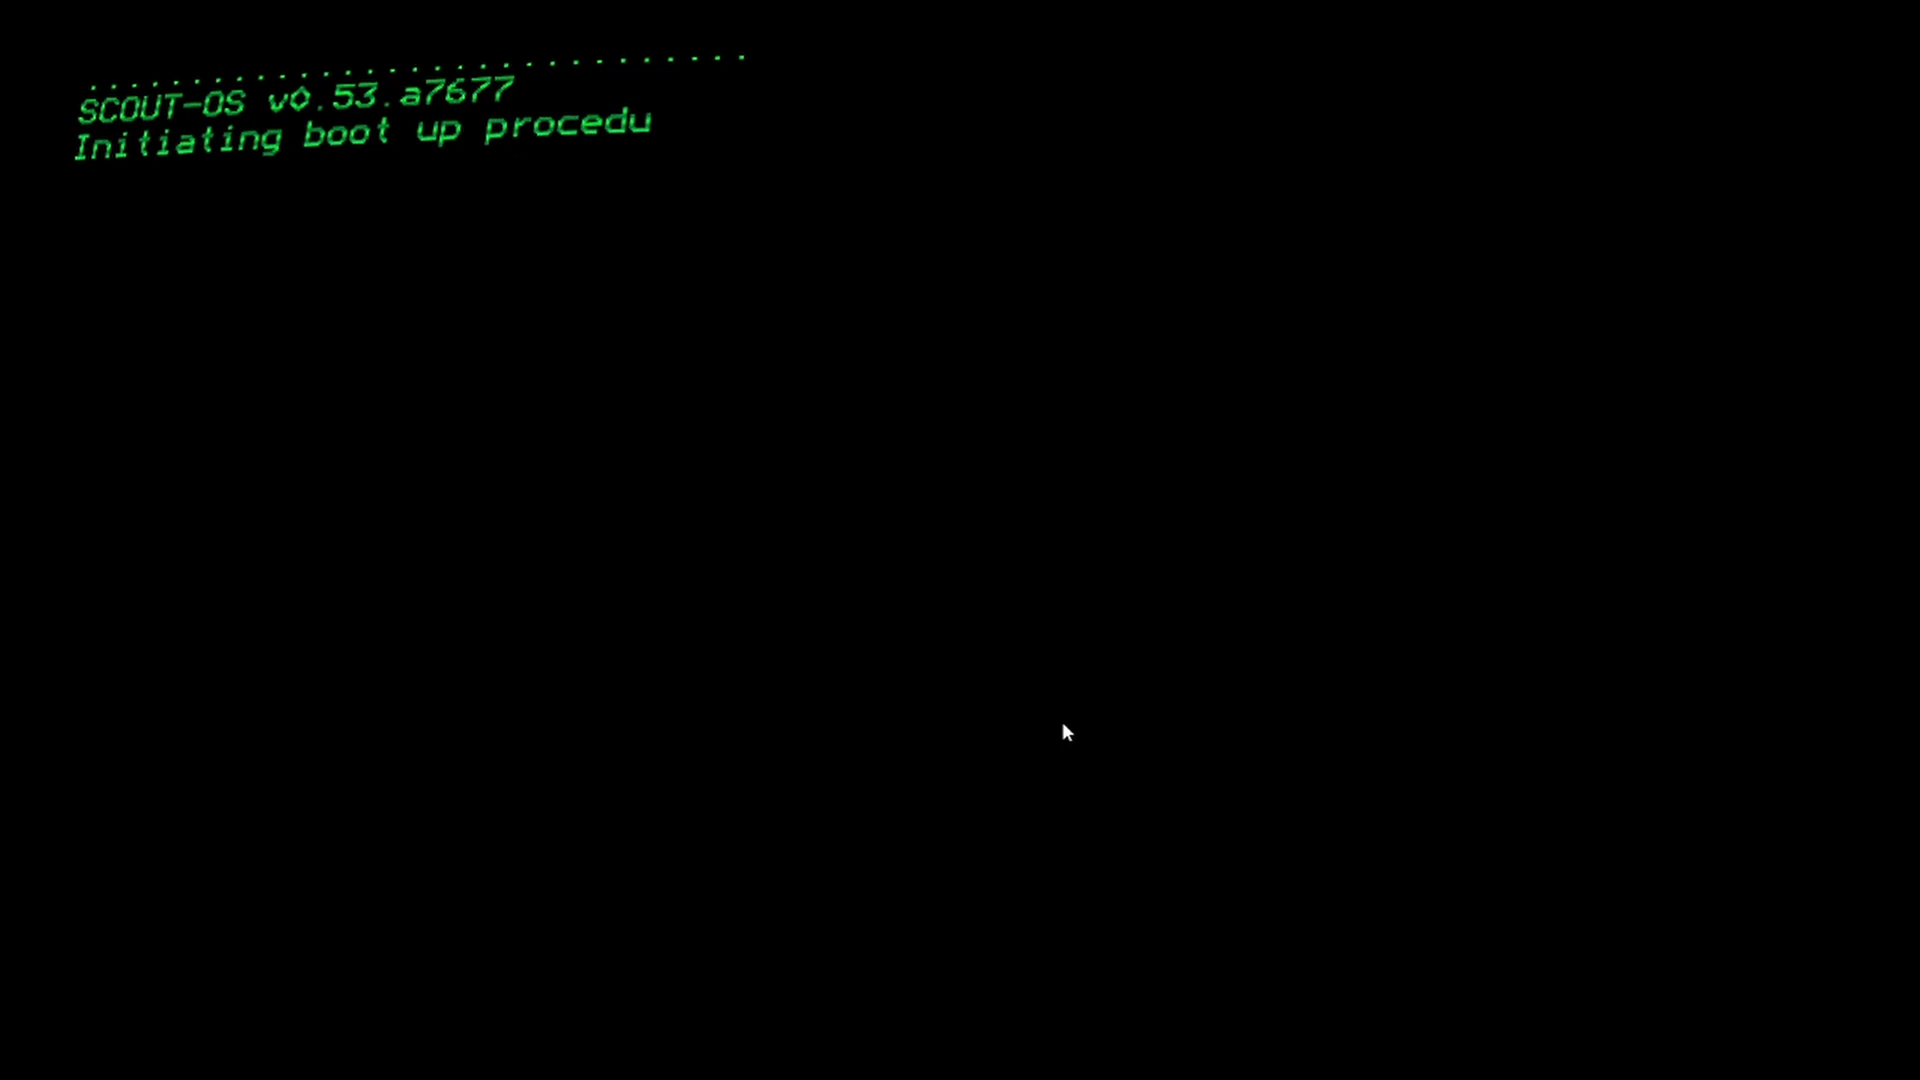 ..............................
SCOUT-OS v0.53.a7677
Initiating boot up procedu